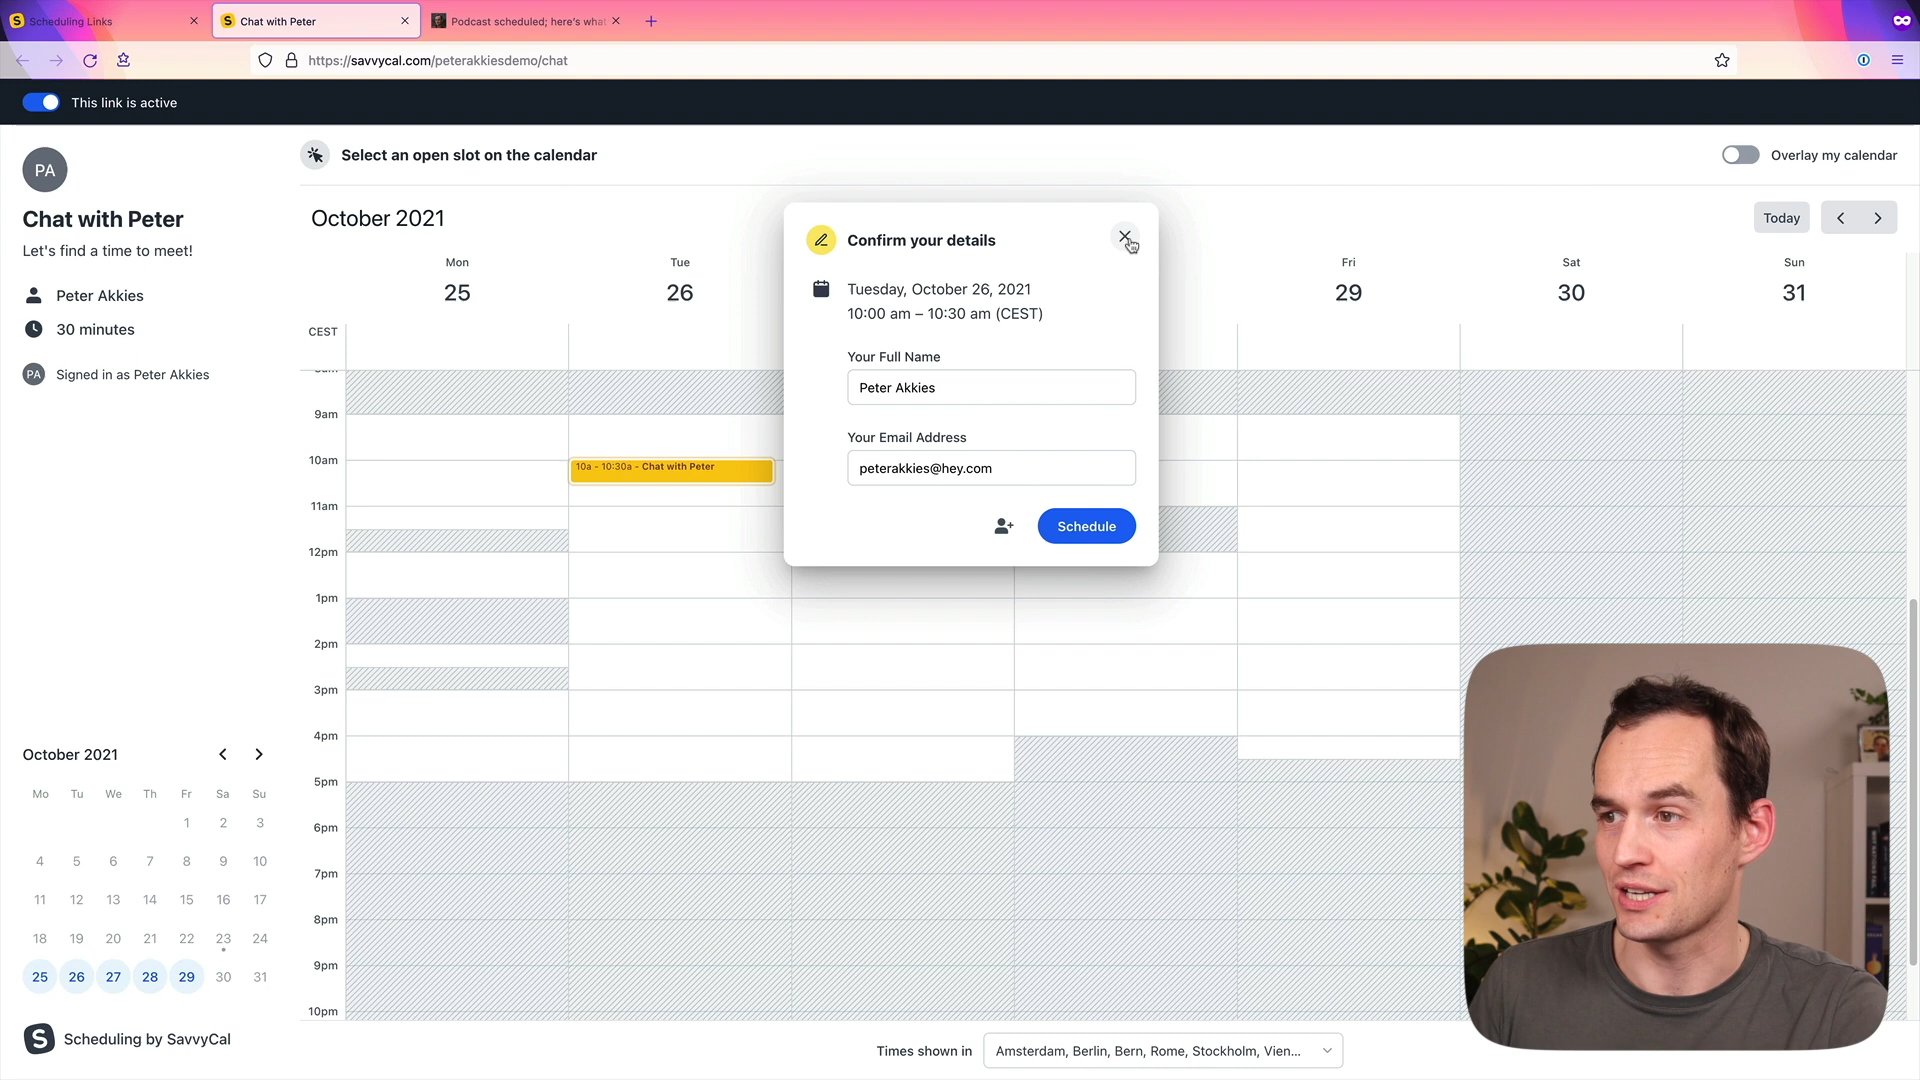 Scheduling Links
Chat with Peter
Podcast scheduled; here's what
https://savvycal.com/peterakkiesdemo/chat
This link is active
PA
Chat with Peter
Let's find a time to meet!
Peter Akkies
30 minutes
PA Signed in as Peter Akkies
Select an open slot on the calendar
Overlay my calendar
October 2021
Today
Mon
25
Tue
26
Fri
29
Sat
30
Sun
31
CEST
9am
10am
11am
12pm
1pm
2pm
3pm
4pm
5pm
6pm
7pm
8pm
9pm
10pm
10a - 10:30a - Chat with Peter
Confirm your details
Tuesday, October 26, 2021
10:00 am – 10:30 am (CEST)
Your Full Name
Peter Akkies
Your Email Address
peterakkies@hey.com
Schedule
October 2021
Mo Tu We Th Fr Sa Su
1 2 3
4 5 6 7 8 9 10
11 12 13 14 15 16 17
18 19 20 21 22 23 24
25 26 27 28 29 30 31
S Scheduling by SavvyCal
Times shown in
Amsterdam, Berlin, Bern, Rome, Stockholm, Vien...